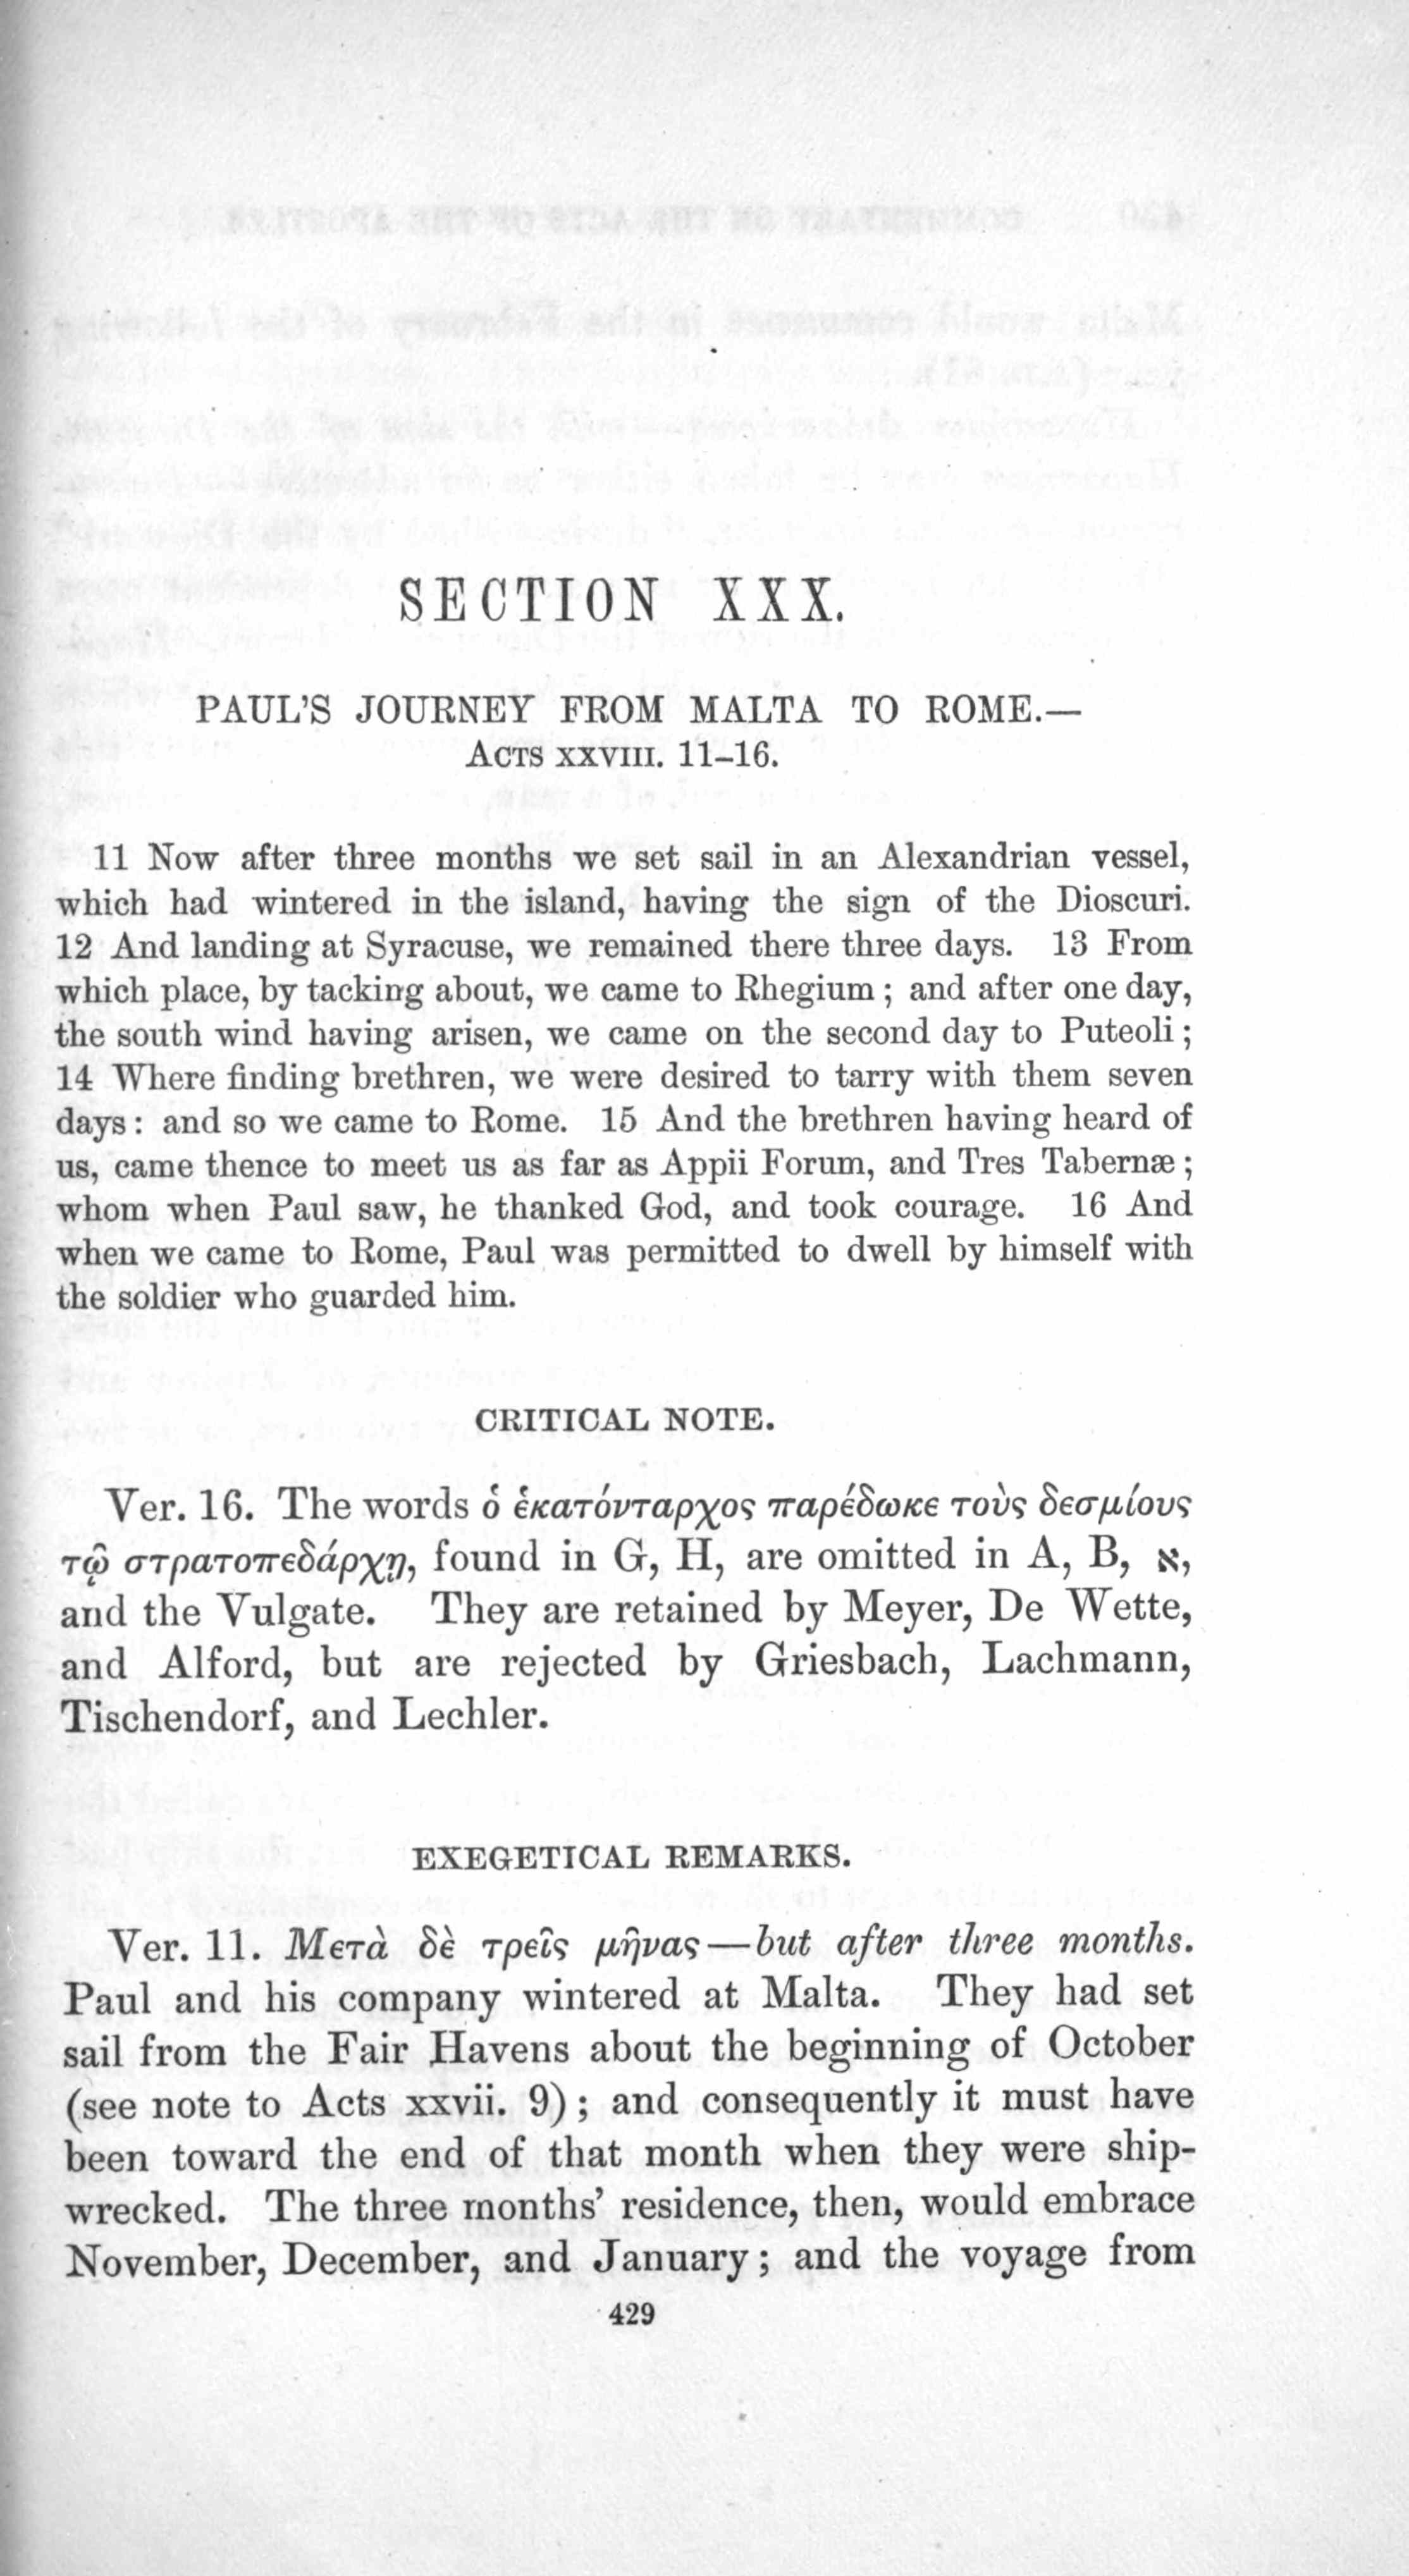 SECTION XXX.
PAUL'S JOURNEY FROM MALTA TO ROME.—
ACTS XXVIII. 11–16.
11 Now after three months we set sail in an Alexandrian vessel,
which had wintered in the island, having the sign of the Dioscuri.
12 And landing at Syracuse, we remained there three days. 13 From
which place, by tacking about, we came to Rhegium; and after one day,
the south wind having arisen, we came on the second day to Puteoli;
14 Where finding brethren, we were desired to tarry with them seven
days: and so we came to Rome. 15 And the brethren having heard of
us, came thence to meet us as far as Appii Forum, and Tres Tabernæ;
whom when Paul saw, he thanked God, and took courage. 16 And
when we came to Rome, Paul was permitted to dwell by himself with
the soldier who guarded him.
CRITICAL NOTE.
Ver. 16. The words ὁ ἑκατόνταρχος παρέδωκε τοὺς δεσμίους
τῷ στρατοπεδάρχῃ, found in G, H, are omitted in A, B, א,
and the Vulgate. They are retained by Meyer, De Wette,
and Alford, but are rejected by Griesbach, Lachmann,
Tischendorf, and Lechler.
EXEGETICAL REMARKS.
Ver. 11. Μετὰ δὲ τρεῖς μῆνας—but after three months.
Paul and his company wintered at Malta. They had set
sail from the Fair Havens about the beginning of October
(see note to Acts xxvii. 9); and consequently it must have
been toward the end of that month when they were ship-
wrecked. The three months' residence, then, would embrace
November, December, and January; and the voyage from
429